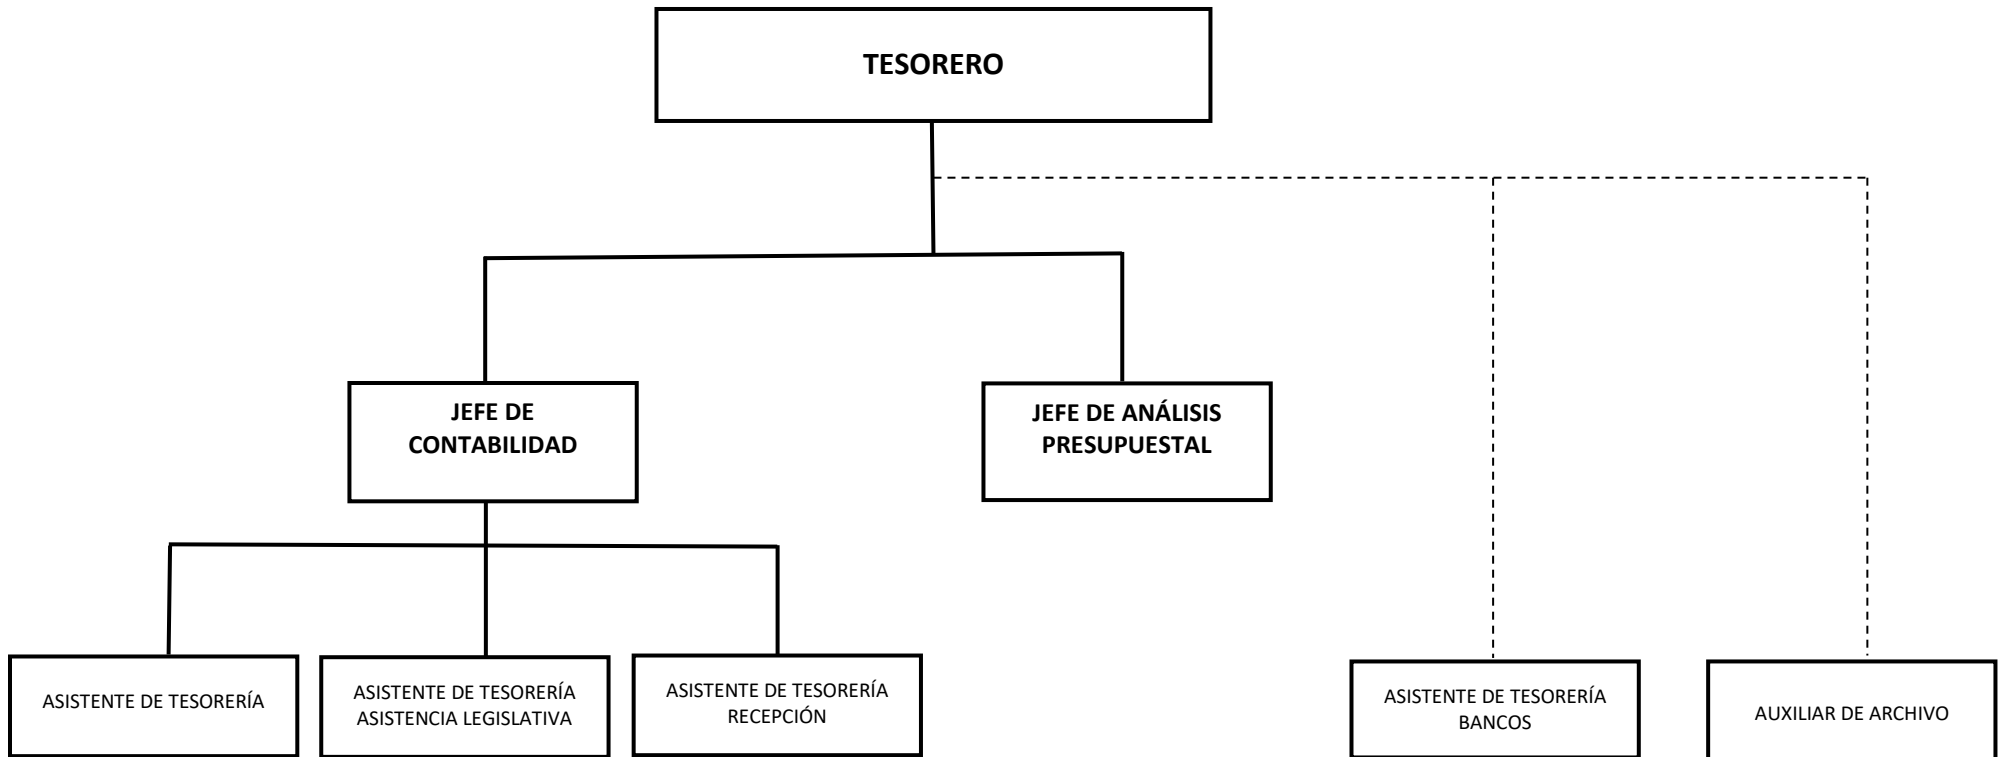 TESORERO
JEFE DE
CONTABILIDAD
JEFE DE ANÁLISIS
PRESUPUESTAL
ASISTENTE DE TESORERÍA
ASISTENTE DE TESORERÍA
ASISTENCIA LEGISLATIVA
ASISTENTE DE TESORERÍA
RECEPCIÓN
ASISTENTE DE TESORERÍA
BANCOS
AUXILIAR DE ARCHIVO